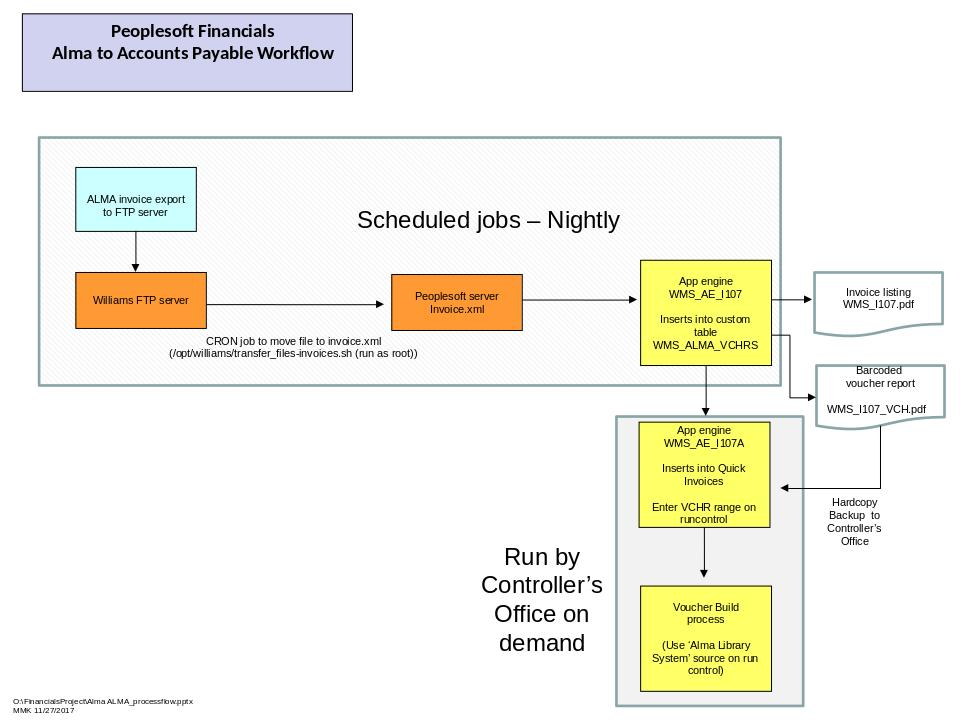 Peoplesoft Financials
Alma to Accounts Payable Workflow
ALMA invoice export
to FTP server
Scheduled jobs – Nightly
Williams FTP server
Peoplesoft server
Invoice.xml
App engine
WMS_AE_I107
Inserts into custom
table
WMS_ALMA_VCHRS
Invoice listing
WMS_I107.pdf
CRON job to move file to invoice.xml
(/opt/williams/transfer_files-invoices.sh (run as root))
Barcoded
voucher report
WMS_I107_VCH.pdf
App engine
WMS_AE_I107A
Inserts into Quick
Invoices
Enter VCHR range on
runcontrol
Hardcopy
Backup to
Controller’s
Office
Run by
Controller’s
Office on
demand
Voucher Build
process
(Use ‘Alma Library
System’ source on run
control)
O:\FinancialsProject\Alma ALMA_processflow.pptx
MMK 11/27/2017